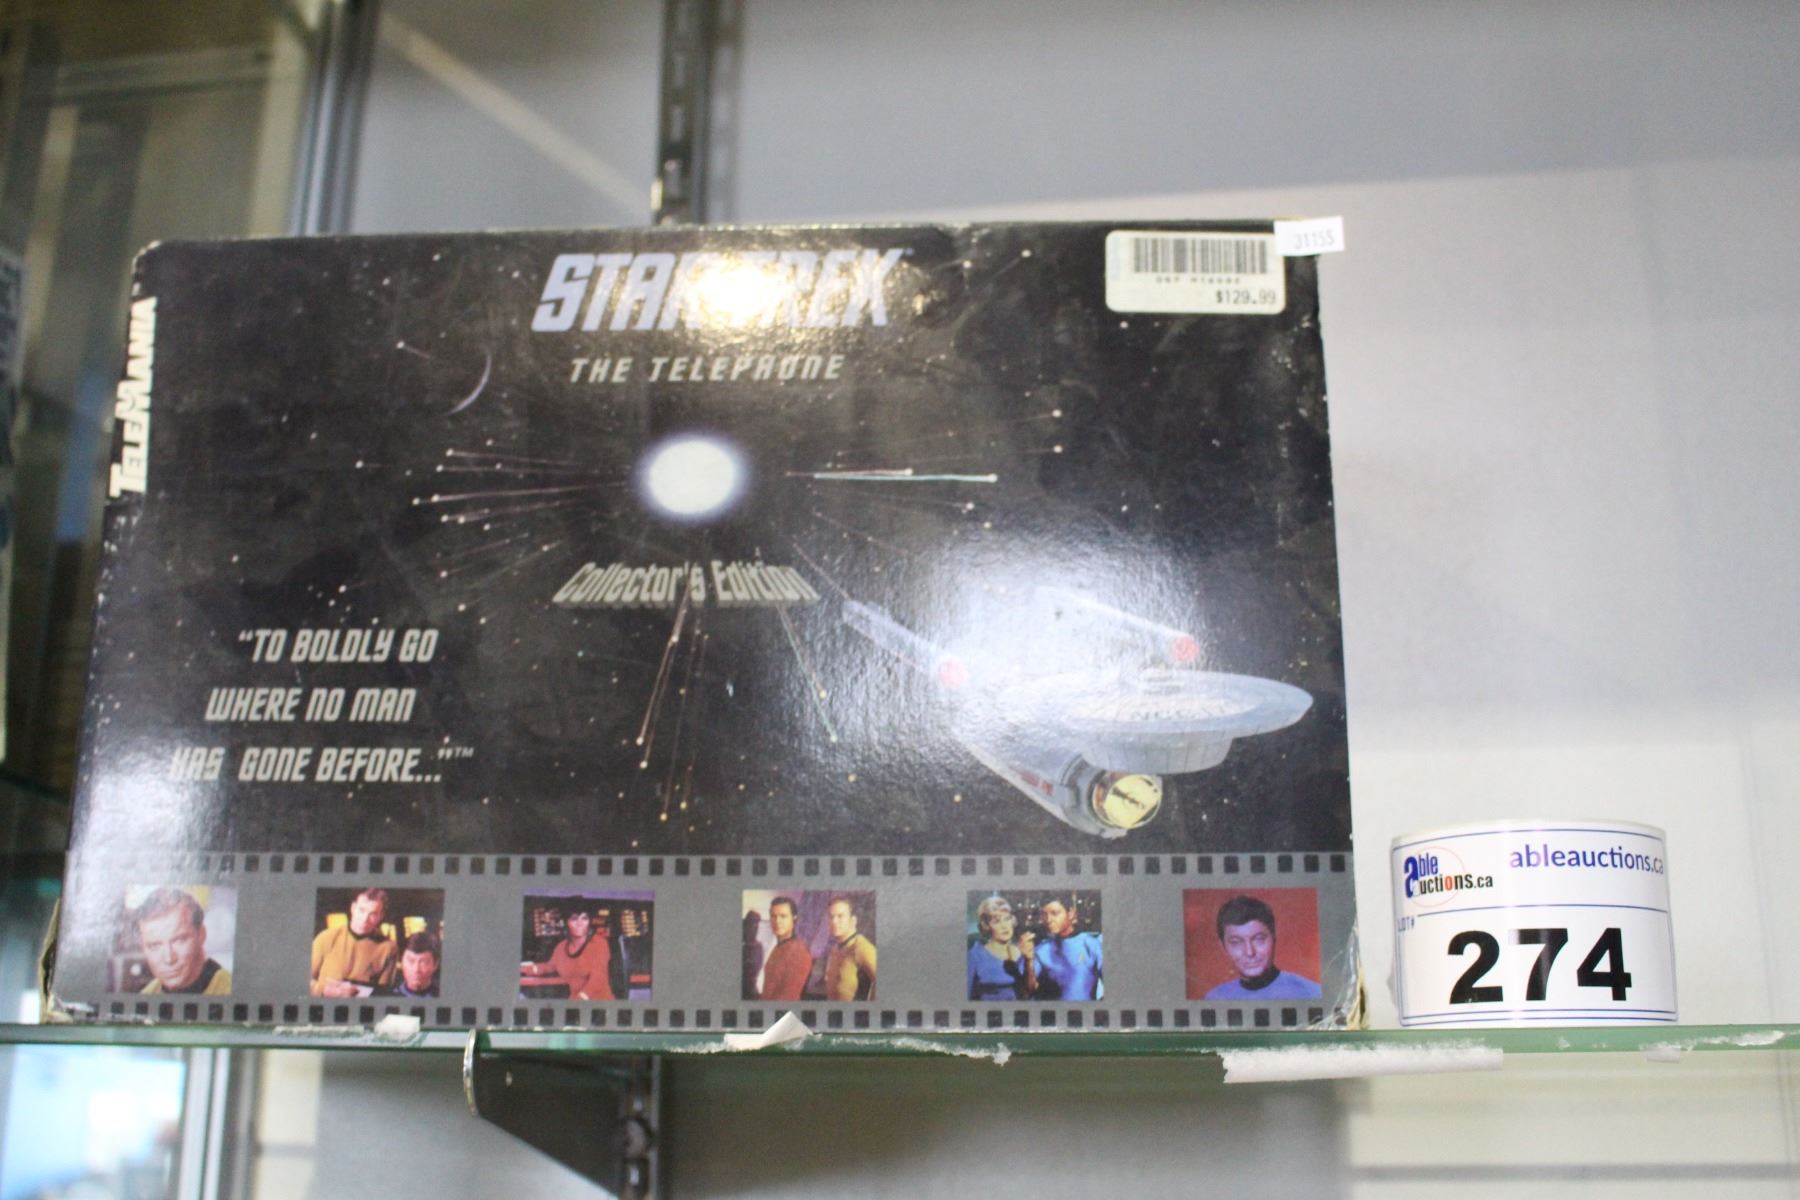 STAR TREK
THE TELEPHONE
31155
$129.99
TELEMANIA
Collector's Edition
"TO BOLDLY GO
WHERE NO MAN
HAS GONE BEFORE..."™
able auctions.ca
ableauctions.ca
LOT#
274